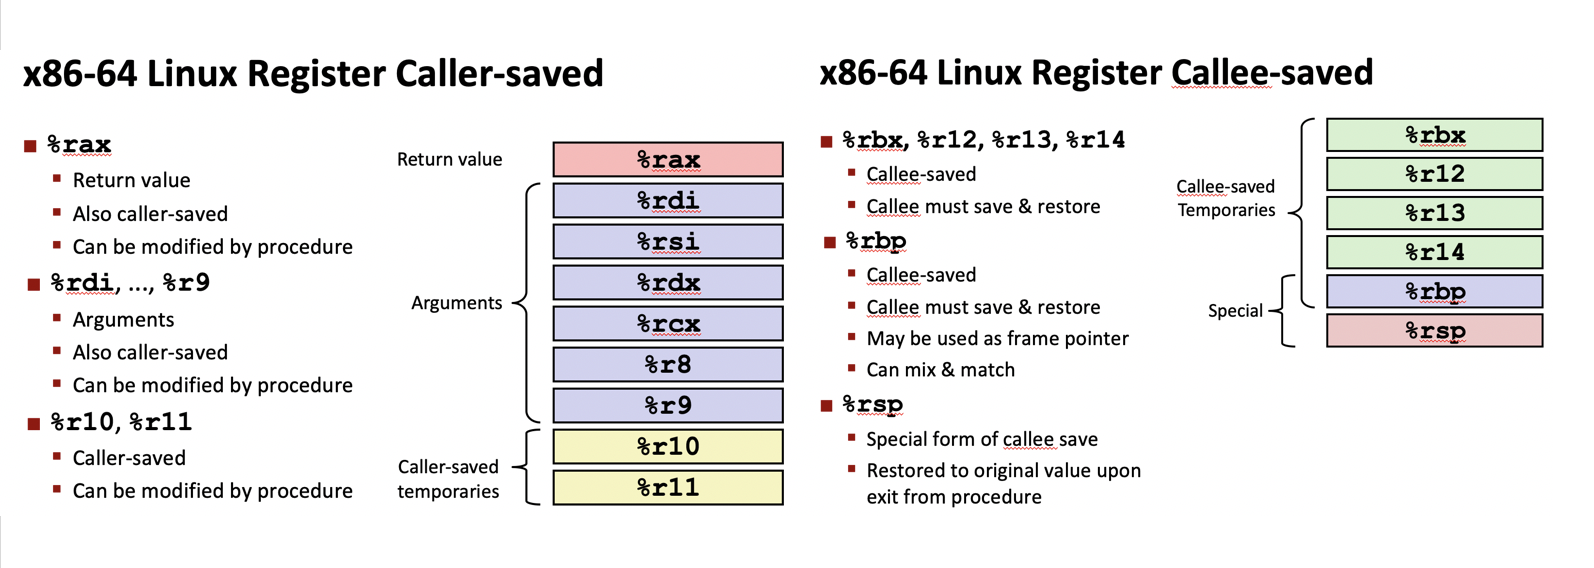 x86-64 Linux Register Caller-saved
%rax
Return value
Also caller-saved
Can be modified by procedure
%rdi, ..., %r9
Arguments
Also caller-saved
Can be modified by procedure
%r10, %r11
Caller-saved
Can be modified by procedure
Return value
Arguments
Caller-saved
temporaries
%rax
%rdi
%rsi
%rdx
%rcx
%r8
%r9
%r10
%r11
x86-64 Linux Register Callee-saved
%rbx, %r12, %r13, %r14
Callee-saved
Callee must save & restore
%rbp
Callee-saved
Callee must save & restore
May be used as frame pointer
Can mix & match
%rsp
Special form of callee save
Restored to original value upon
exit from procedure
Callee-saved
Temporaries
Special
%rbx
%r12
%r13
%r14
%rbp
%rsp